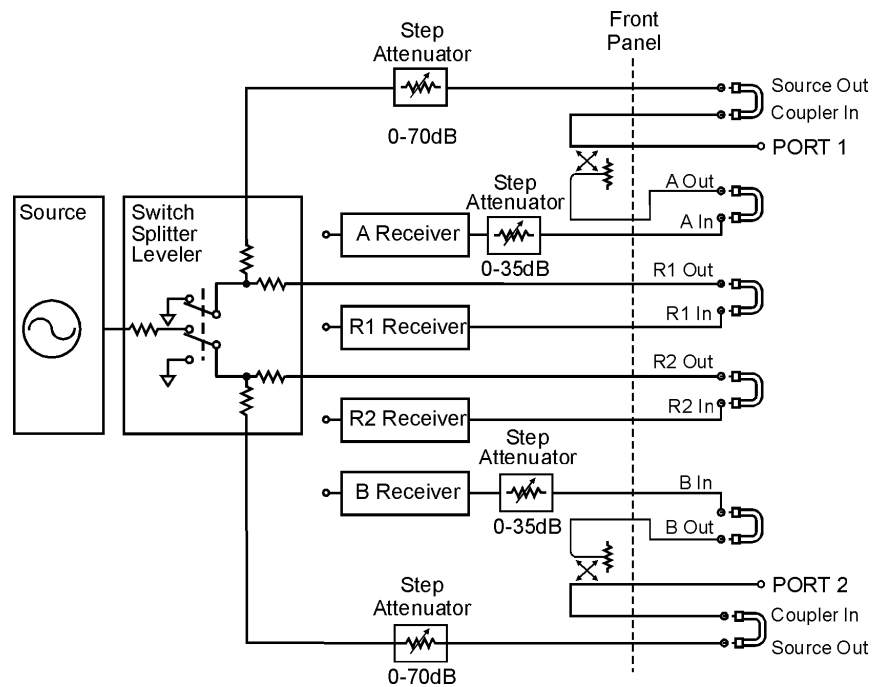 Step
Attenuator
0-70dB
Front
Panel
Source Out
Coupler In
PORT 1
A Out
A In
Step
Attenuator
0-35dB
A Receiver
Source
Switch
Splitter
Leveler
R1 Out
R1 In
R1 Receiver
R2 Out
R2 In
R2 Receiver
Step
Attenuator
0-35dB
B Receiver
B In
B Out
PORT 2
Coupler In
Source Out
Step
Attenuator
0-70dB